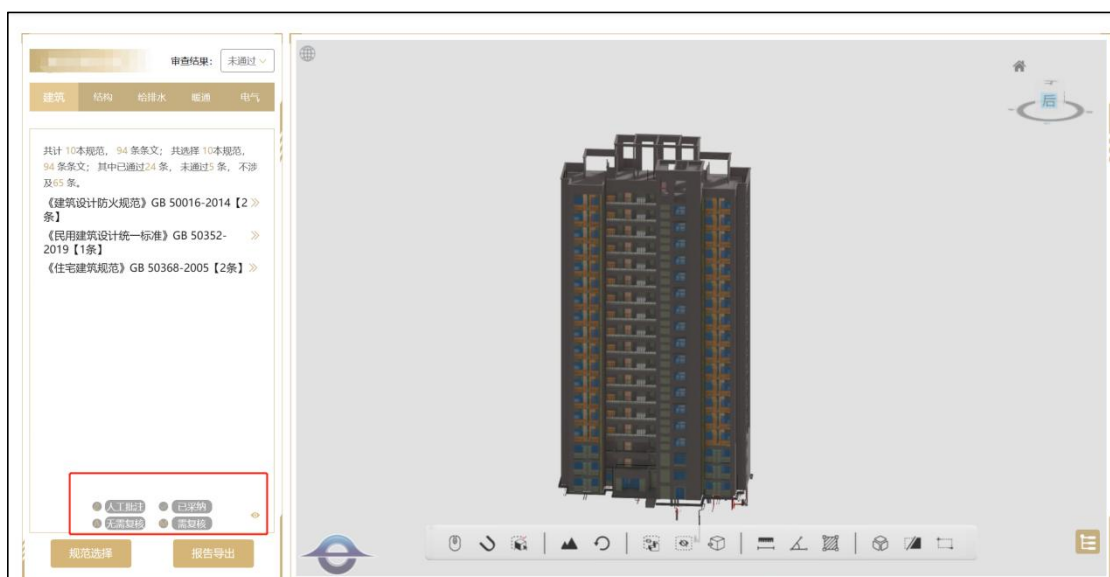 审查结果： 未通过
建筑 结构 给排水 暖通 电气
共计 10本规范， 94 条条文； 共选择 10本规范，
94 条条文； 其中已通过24 条， 未通过5 条， 不涉
及65 条。
《建筑设计防火规范》GB 50016-2014【2
条】
《民用建筑设计统一标准》GB 50352-
2019【1条】
《住宅建筑规范》GB 50368-2005【2条】
人工批注 已采纳
无需复核 需复核
规范选择 报告导出
后